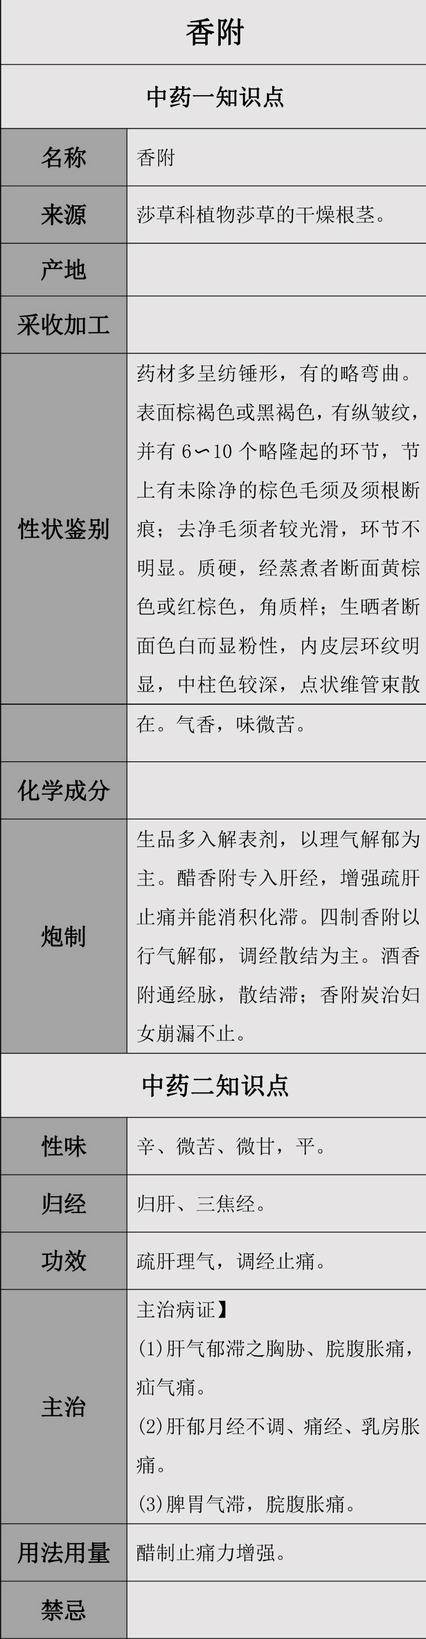 香附
中药一知识点
名称
香附
来源
莎草科植物莎草的干燥根茎。
产地
采收加工
性状鉴别
药材多呈纺锤形，有的略弯曲。
表面棕褐色或黑褐色，有纵皱纹，
并有 6～10 个略隆起的环节，节
上有未除净的棕色毛须及须根断
痕；去净毛须者较光滑，环节不
明显。质硬，经蒸煮者断面黄棕
色或红棕色，角质样；生晒者断
面色白而显粉性，内皮层环纹明
显，中柱色较深，点状维管束散
在。气香，味微苦。
化学成分
炮制
生品多入解表剂，以理气解郁为
主。醋香附专入肝经，增强疏肝
止痛并能消积化滞。四制香附以
行气解郁，调经散结为主。酒香
附通经脉，散结滞；香附炭治妇
女崩漏不止。
中药二知识点
性味
辛、微苦、微甘，平。
归经
归肝、三焦经。
功效
疏肝理气，调经止痛。
主治
主治病证】
(1)肝气郁滞之胸胁、脘腹胀痛，
疝气痛。
(2)肝郁月经不调、痛经、乳房胀
痛。
(3)脾胃气滞，脘腹胀痛。
用法用量
醋制止痛力增强。
禁忌